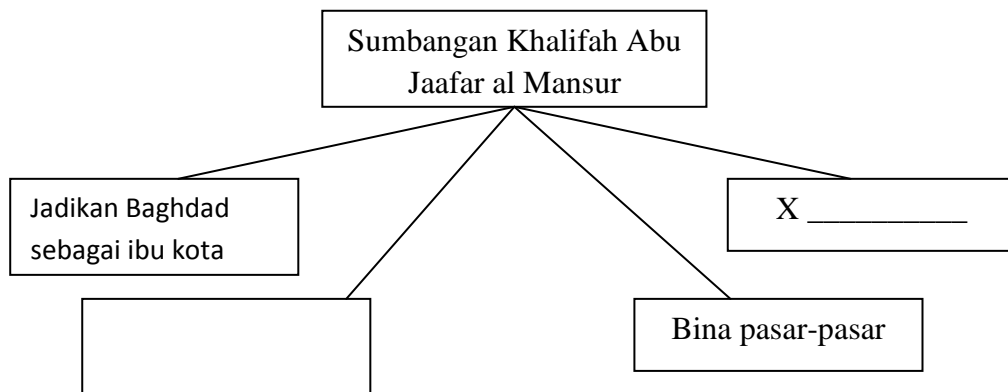 Sumbangan Khalifah Abu
Jaafar al Mansur
Jadikan Baghdad
sebagai ibu kota
X __________
Bina pasar-pasar